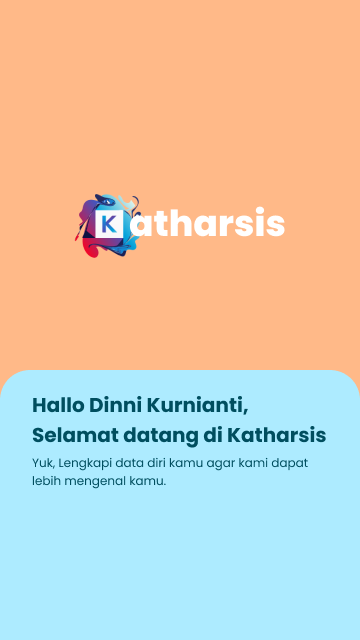 Katharsis
Hallo Dinni Kurnianti,
Selamat datang di Katharsis
Yuk, Lengkapi data diri kamu agar kami dapat
lebih mengenal kamu.